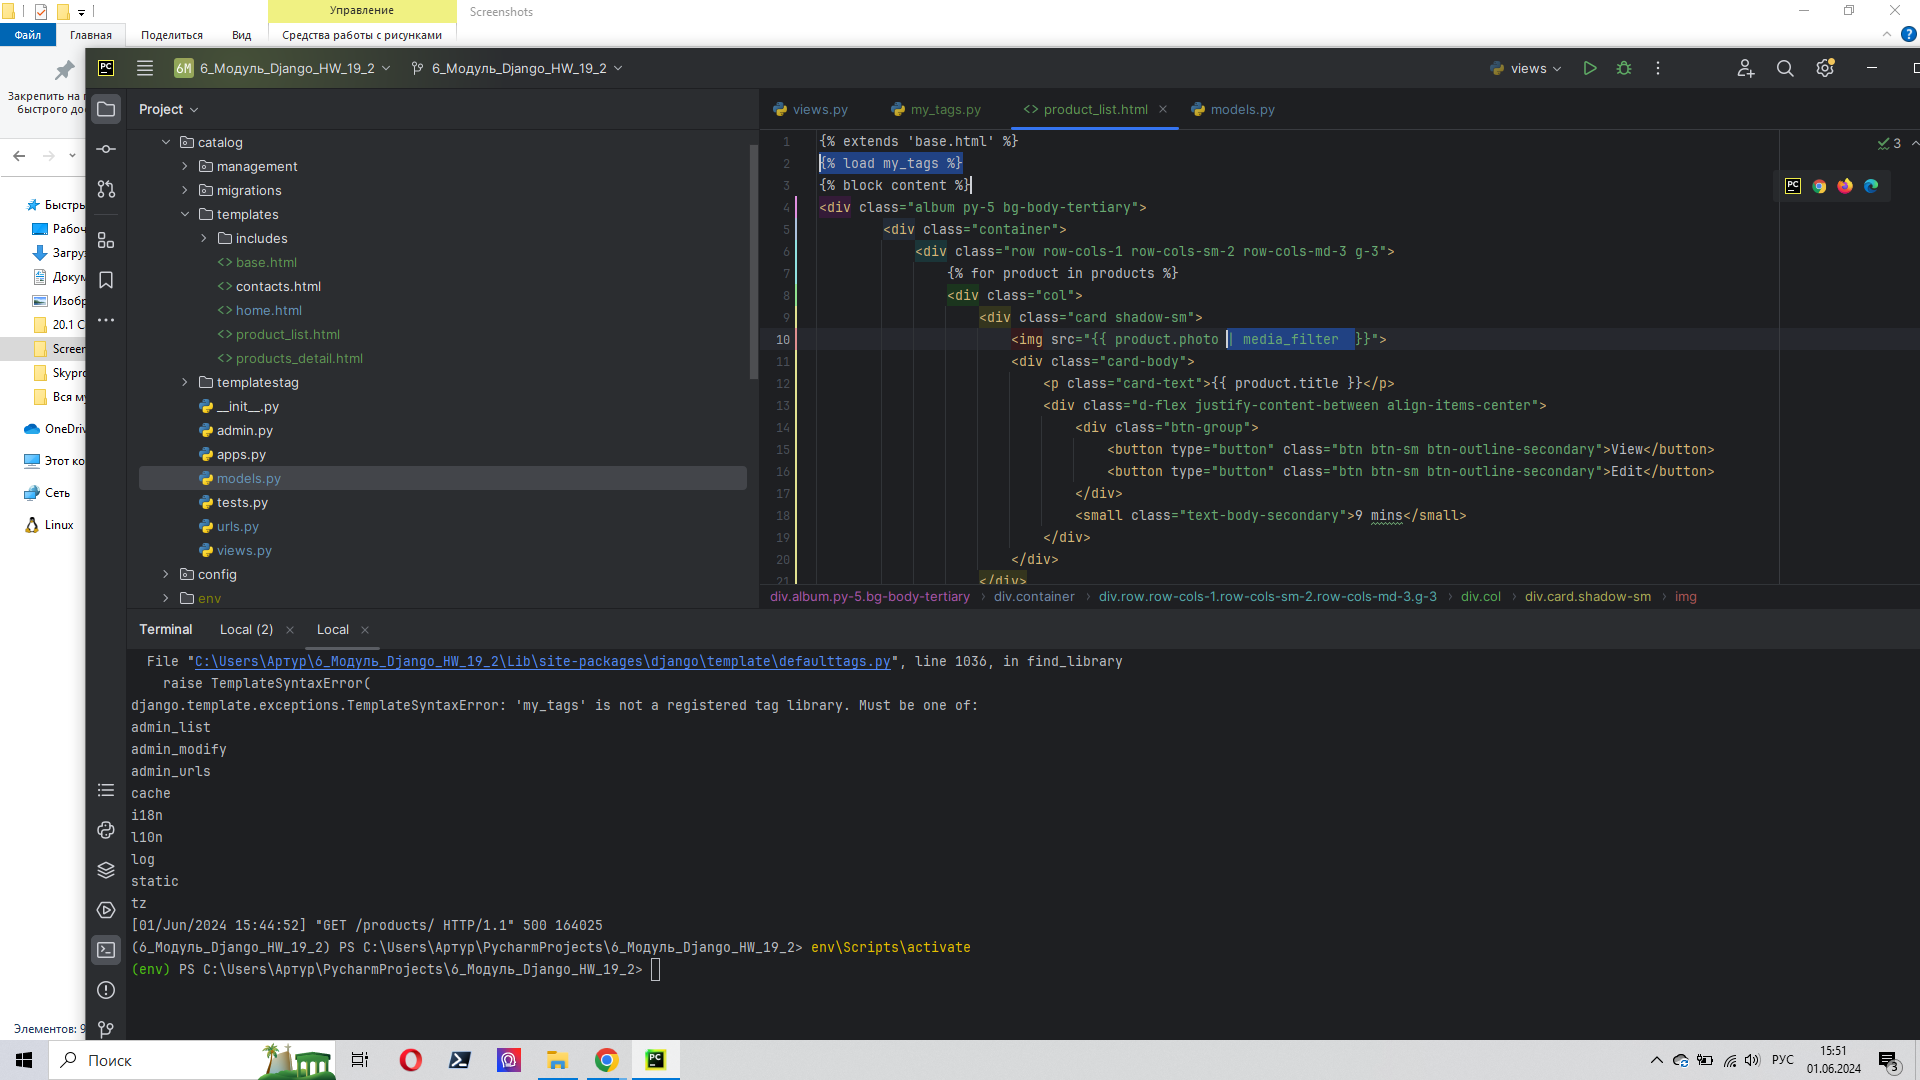 Управление
Screenshots
Файл
Главная
Поделиться
Вид
Средства работы с рисунками
Закрепить на
быстрого
6M 6_Модуль_Django_HW_19_2
6_Модуль_Django_HW_19_2
views
Project
views.py
my_tags.py
product_list.html
models.py
catalog
management
migrations
templates
includes
base.html
contacts.html
home.html
product_list.html
products_detail.html
templatestag
__init__.py
admin.py
apps.py
models.py
tests.py
urls.py
views.py
config
env
Linux
Сеть
3
1 {% extends 'base.html' %}
2 {% load my_tags %}
3 {% block content %}
4 <div class="album py-5 bg-body-tertiary">
5 <div class="container">
6 <div class="row row-cols-1 row-cols-sm-2 row-cols-md-3 g-3">
7 {% for product in products %}
8 <div class="col">
9 <div class="card shadow-sm">
10 <img src="{{ product.photo | media_filter }}">
11 <div class="card-body">
12 <p class="card-text">{{ product.title }}</p>
13 <div class="d-flex justify-content-between align-items-center">
14 <div class="btn-group">
15 <button type="button" class="btn btn-sm btn-outline-secondary">View</button>
16 <button type="button" class="btn btn-sm btn-outline-secondary">Edit</button>
17 </div>
18 <small class="text-body-secondary">9 mins</small>
19 </div>
20 </div>
21 </div>
div.album.py-5.bg-body-tertiary
div.container
div.row.row-cols-1.row-cols-sm-2.row-cols-md-3.g-3
div.col
div.card.shadow-sm
img
Terminal
Local (2)
Local
File "C:\Users\Артур\6_Модуль_Django_HW_19_2\Lib\site-packages\django\template\defaulttags.py", line 1036, in find_library
raise TemplateSyntaxError(
django.template.exceptions.TemplateSyntaxError: 'my_tags' is not a registered tag library. Must be one of:
admin_list
admin_modify
admin_urls
cache
i18n
l10n
log
static
tz
[01/Jun/2024 15:44:52] "GET /products/ HTTP/1.1" 500 164025
(6_Модуль_Django_HW_19_2) PS C:\Users\Артур\PycharmProjects\6_Модуль_Django_HW_19_2> env\Scripts\activate
(env) PS C:\Users\Артур\PycharmProjects\6_Модуль_Django_HW_19_2>
Элементов: 9
Поиск
РУС
15:51
01.06.2024
3